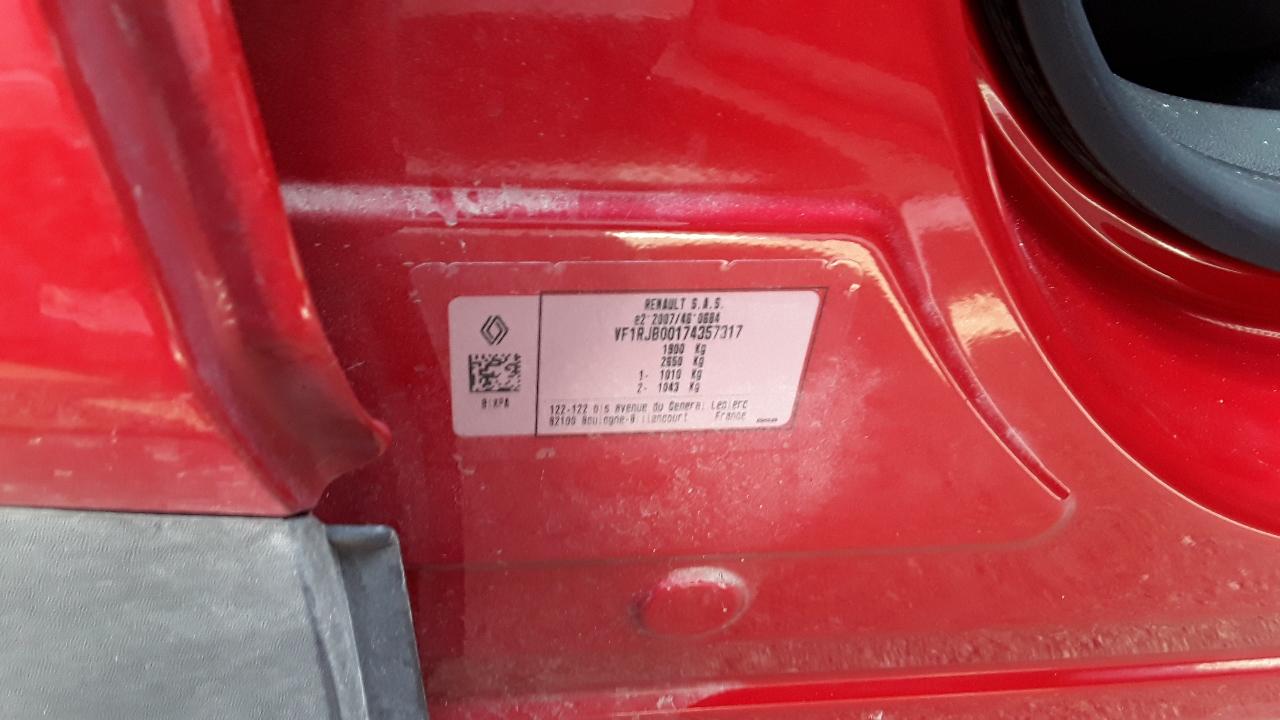 RENAULT S.A.S.
e2*2007/46*0684
VF1RJB00174357317
1900 Kg
2650 Kg
1- 1010 Kg
2- 1043 Kg
122-122 bis Avenue du General Leclerc
92100 Boulogne-Billancourt France